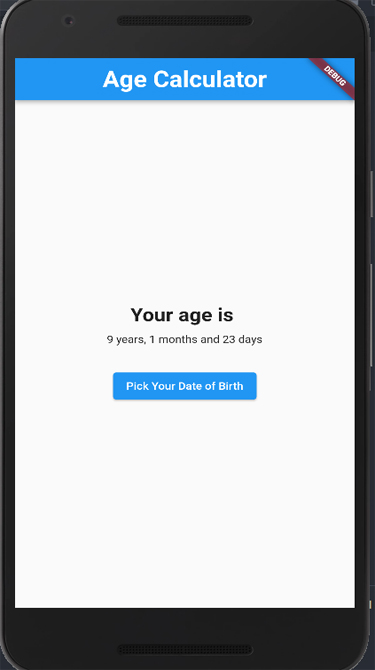 Age Calculator
DEBUG
Your age is
9 years, 1 months and 23 days
Pick Your Date of Birth